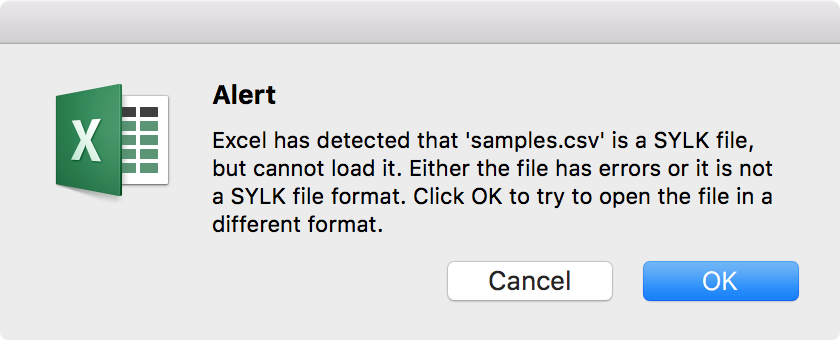 Alert
Excel has detected that 'samples.csv' is a SYLK file,
but cannot load it. Either the file has errors or it is not
a SYLK file format. Click OK to try to open the file in a
different format.
Cancel
OK